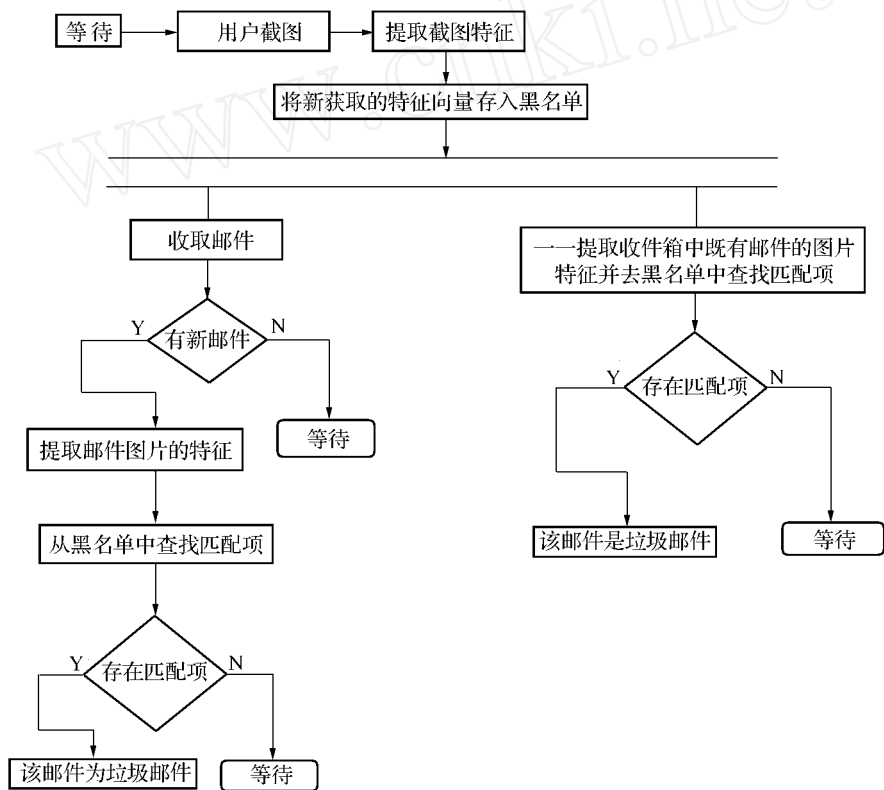 www.cnki.net
等待
用户截图
提取截图特征
将新获取的特征向量存入黑名单
收取邮件
一一提取收件箱中既有邮件的图片
特征并去黑名单中查找匹配项
Y
有新邮件
N
Y
存在匹配项
N
等待
提取邮件图片的特征
从黑名单中查找匹配项
该邮件是垃圾邮件
等待
Y
存在匹配项
N
该邮件为垃圾邮件
等待